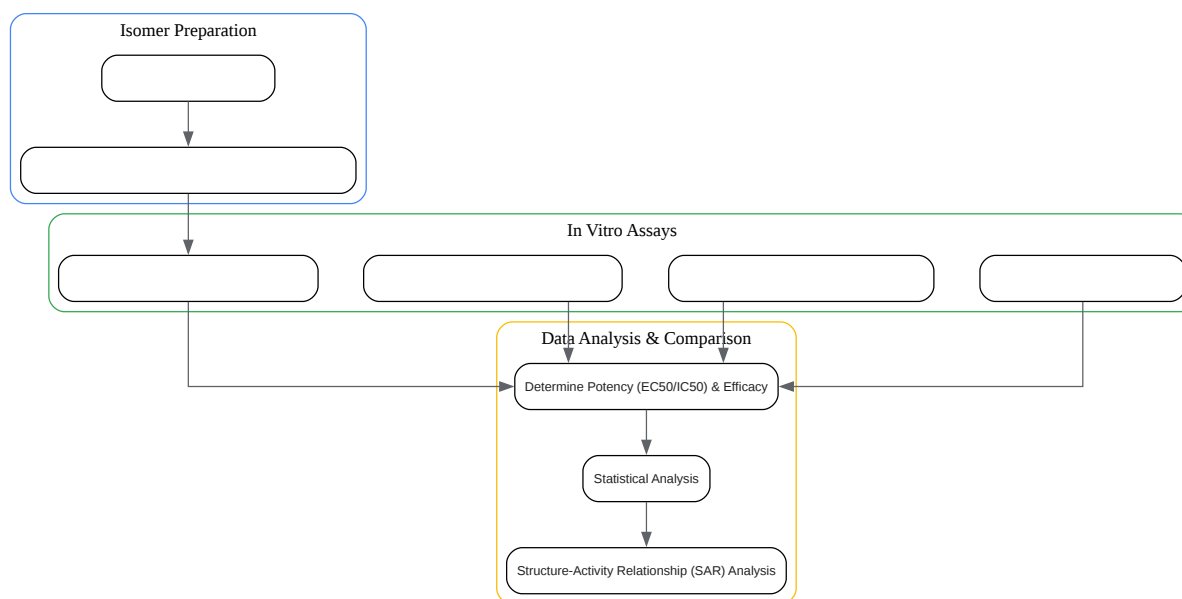 Isomer Preparation
In Vitro Assays
Data Analysis & Comparison
Determine Potency (EC50/IC50) & Efficacy
Statistical Analysis
Structure-Activity Relationship (SAR) Analysis